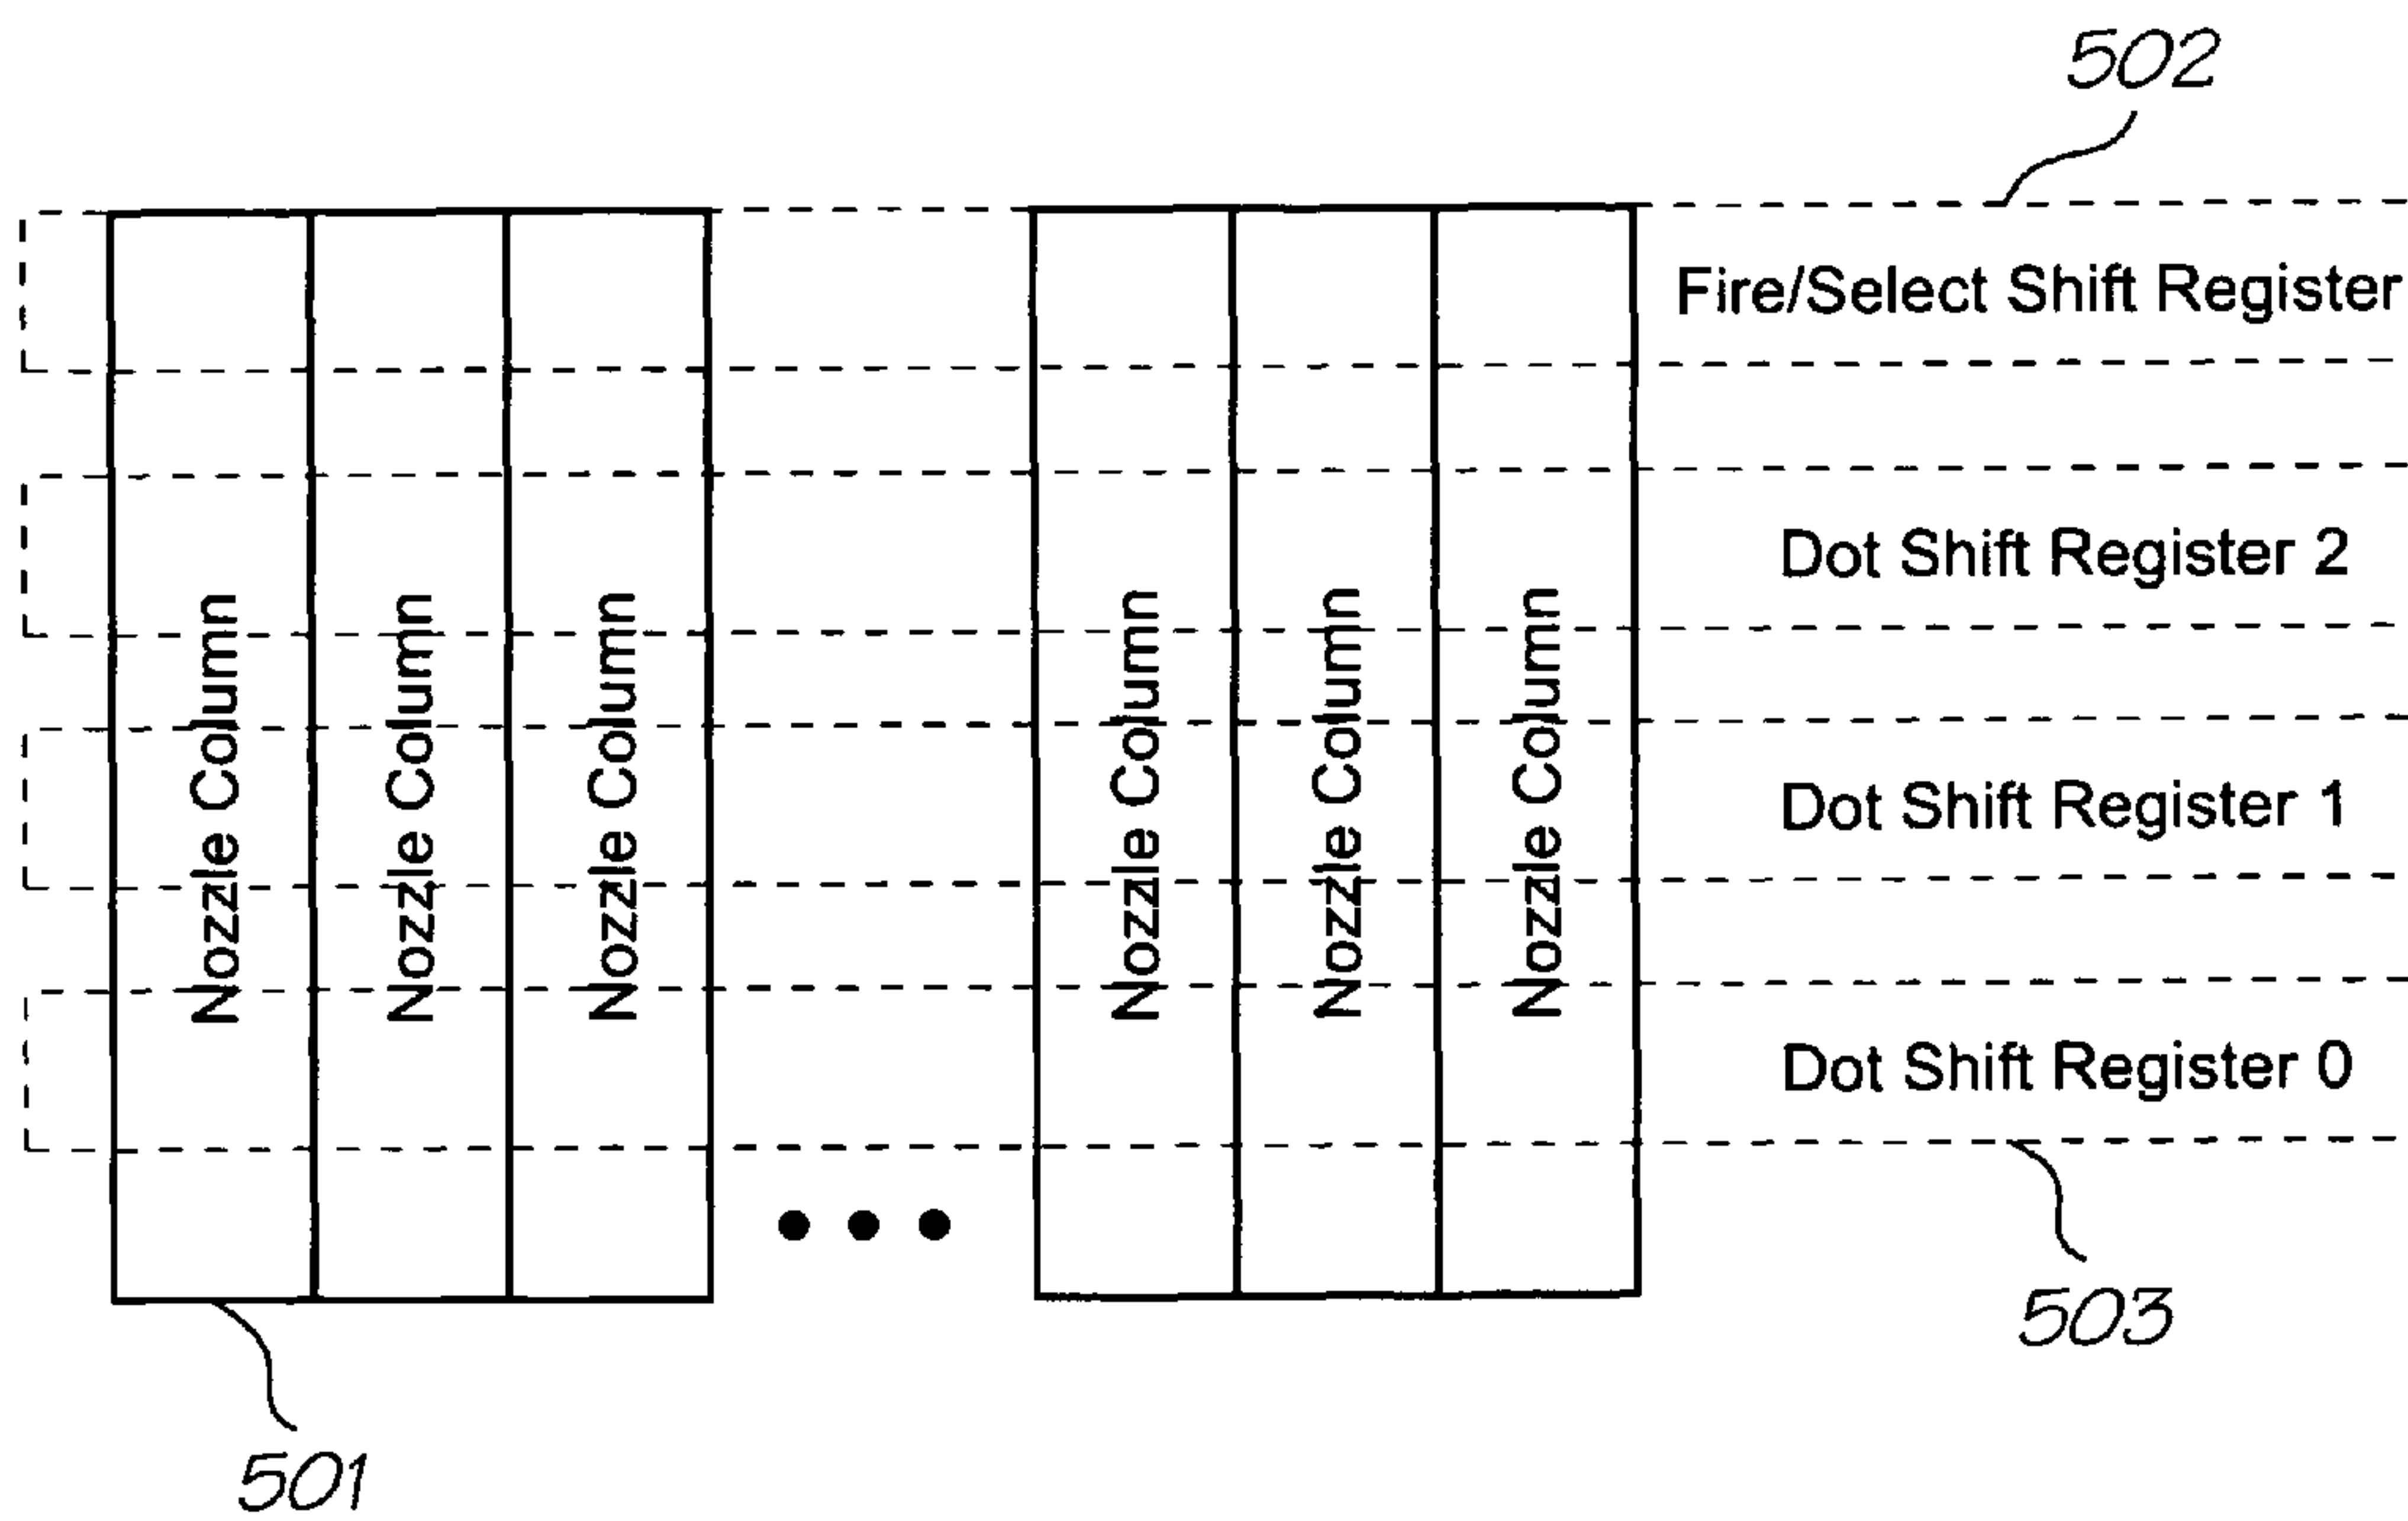 502
Fire/Select Shift Register
Dot Shift Register 2
Nozzle Column
Nozzle Column
Nozzle Column
Nozzle Column
Nozzle Column
Nozzle Column
Dot Shift Register 1
Dot Shift Register 0
503
501